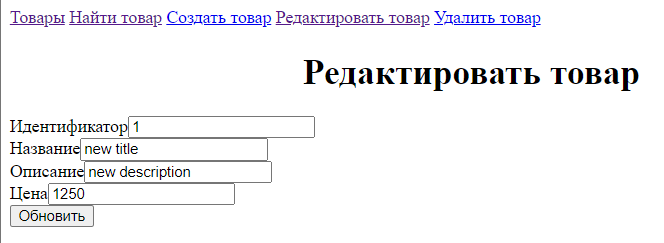 Товары Найти товар Создать товар Редактировать товар Удалить товар
Редактировать товар
Идентификатор 1
Название new title
Описание new description
Цена 1250
Обновить